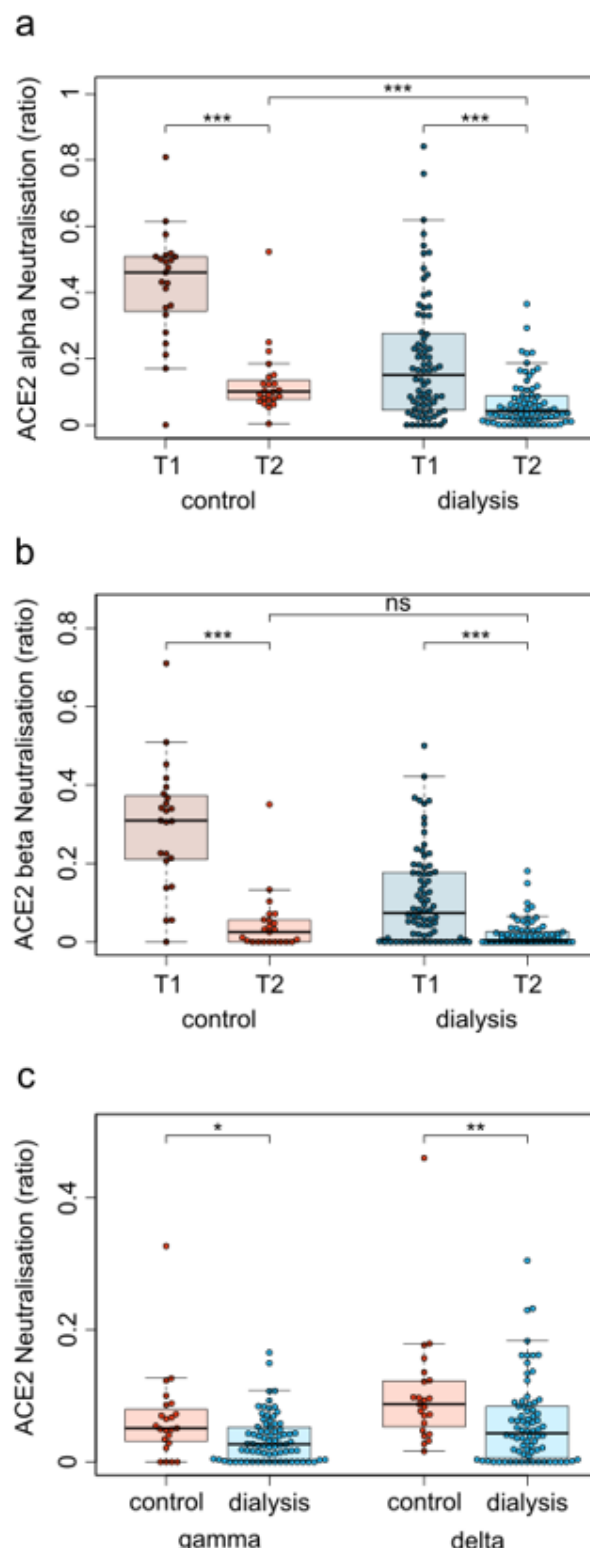 a
ACE2 alpha Neutralisation (ratio)
1
0.8
0.6
0.4
0.2
0
***
***
***
T1 T2 T1 T2
control dialysis
b
ACE2 beta Neutralisation (ratio)
0.8
0.6
0.4
0.2
0
ns
***
***
T1 T2 T1 T2
control dialysis
c
ACE2 Neutralisation (ratio)
0.4
0.2
0
*
**
control dialysis control dialysis
gamma delta